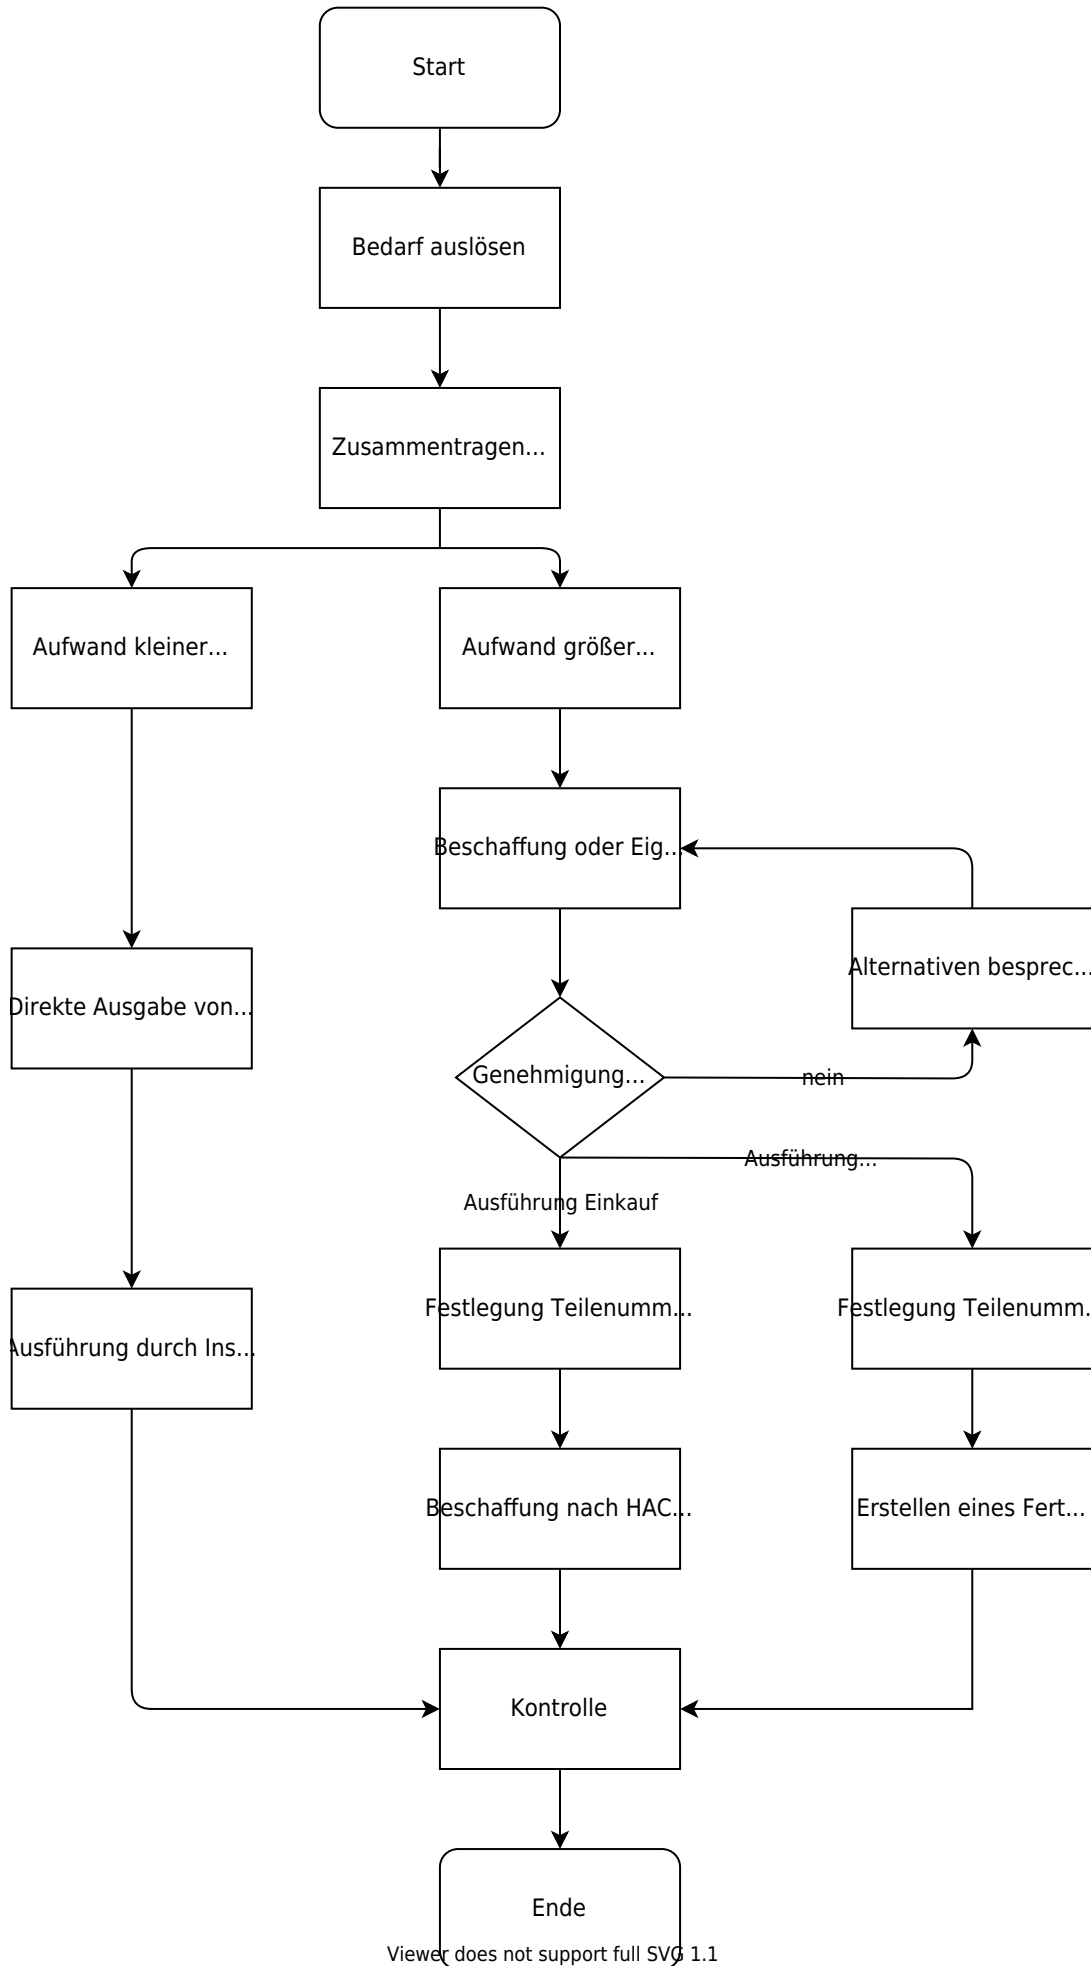 Start
Bedarf auslösen
Zusammentragen...
Aufwand kleiner...
Aufwand größer...
Beschaffung oder Eig...
Alternativen besprec...
Direkte Ausgabe von...
Genehmigung...
nein
Ausführung...
Ausführung Einkauf
Festlegung Teilenumm...
Festlegung Teilenumm...
Ausführung durch Ins...
Beschaffung nach HAC...
Erstellen eines Fert...
Kontrolle
Ende
Viewer does not support full SVG 1.1